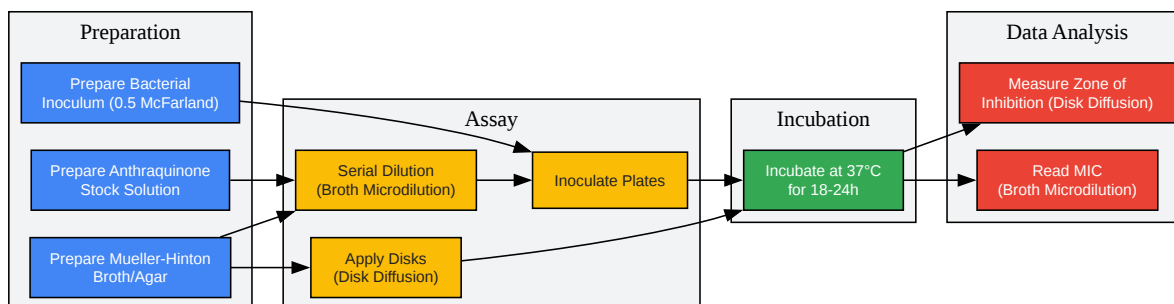 Preparation
Prepare Bacterial
Inoculum (0.5 McFarland)
Prepare Anthraquinone
Stock Solution
Prepare Mueller-Hinton
Broth/Agar
Assay
Serial Dilution
(Broth Microdilution)
Inoculate Plates
Apply Disks
(Disk Diffusion)
Incubation
Incubate at 37°C
for 18-24h
Data Analysis
Measure Zone of
Inhibition (Disk Diffusion)
Read MIC
(Broth Microdilution)